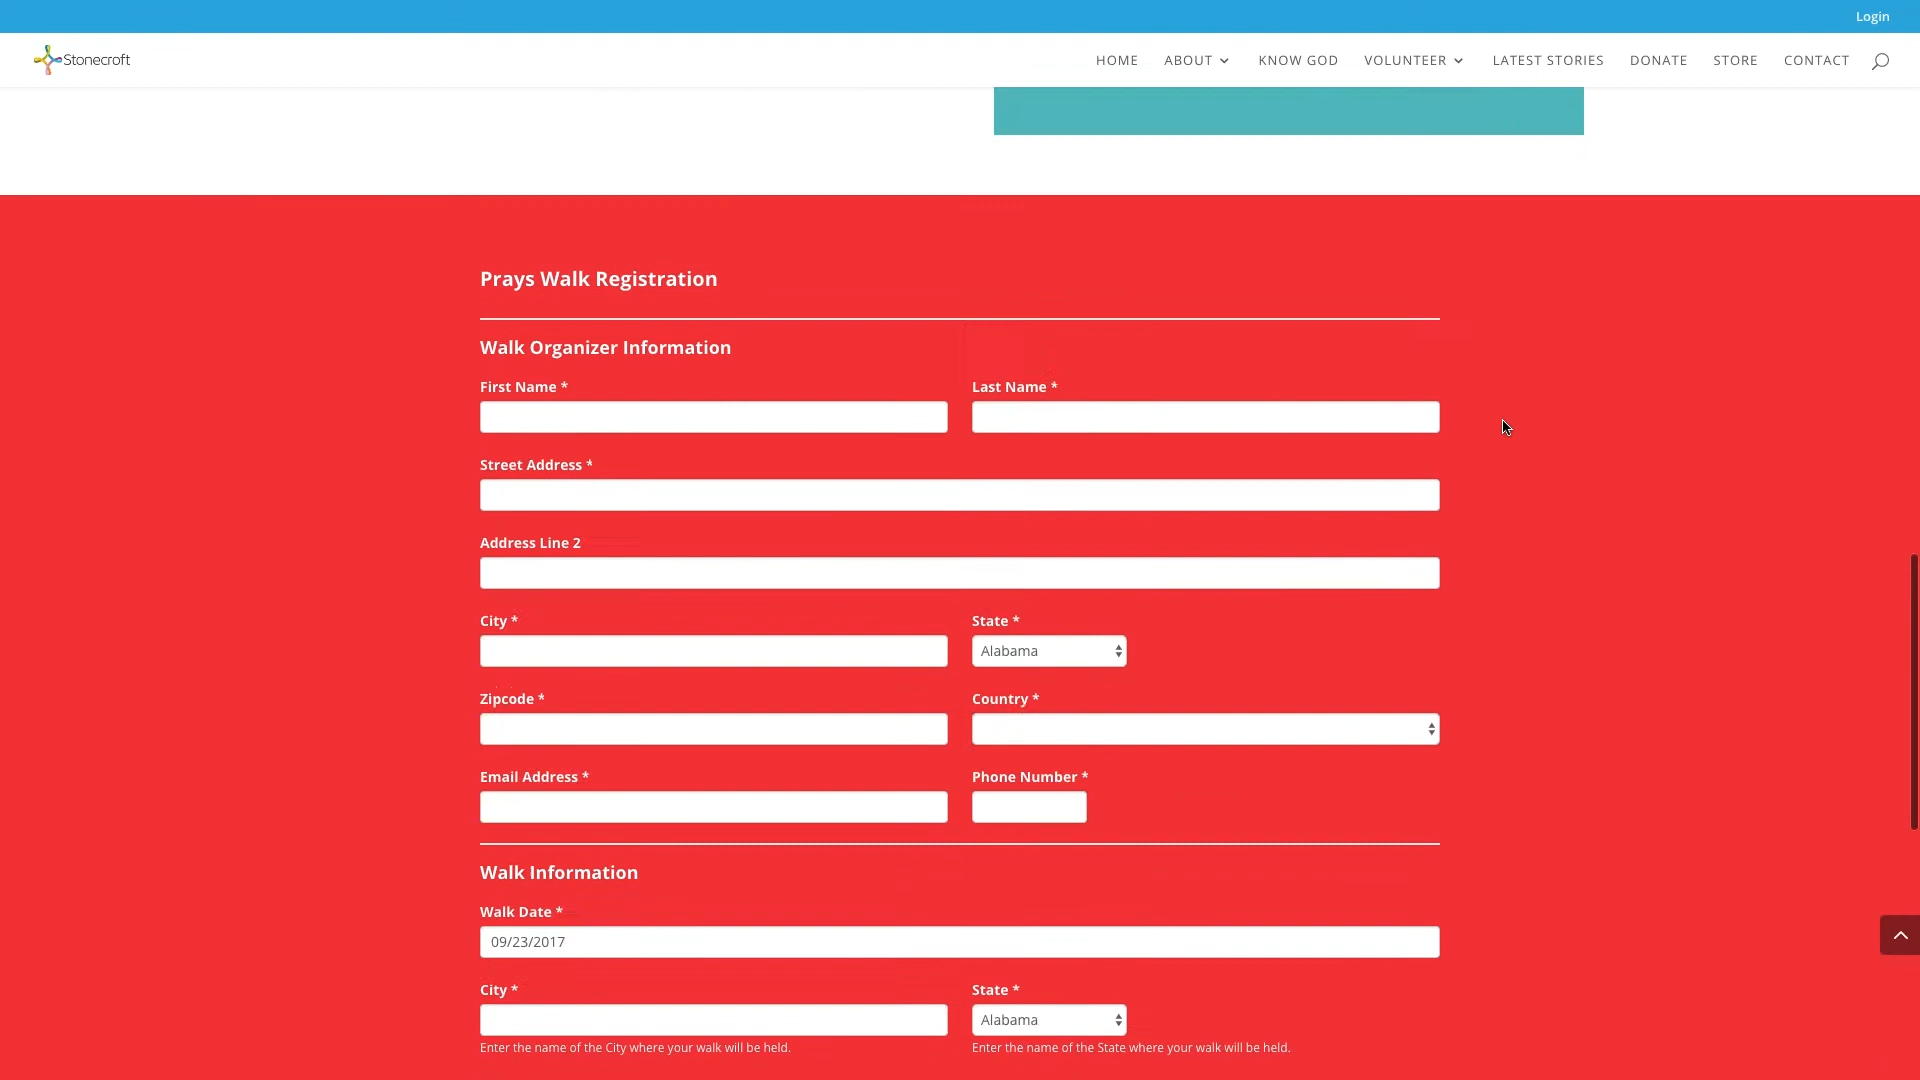 Login
Stonecroft
HOME ABOUT KNOW GOD VOLUNTEER LATEST STORIES DONATE STORE CONTACT
Prays Walk Registration
Walk Organizer Information
First Name * Last Name *
Street Address *
Address Line 2
City * State *
Alabama
Zipcode * Country *
Email Address * Phone Number *
Walk Information
Walk Date *
09/23/2017
City * State *
Alabama
Enter the name of the City where your walk will be held. Enter the name of the State where your walk will be held.